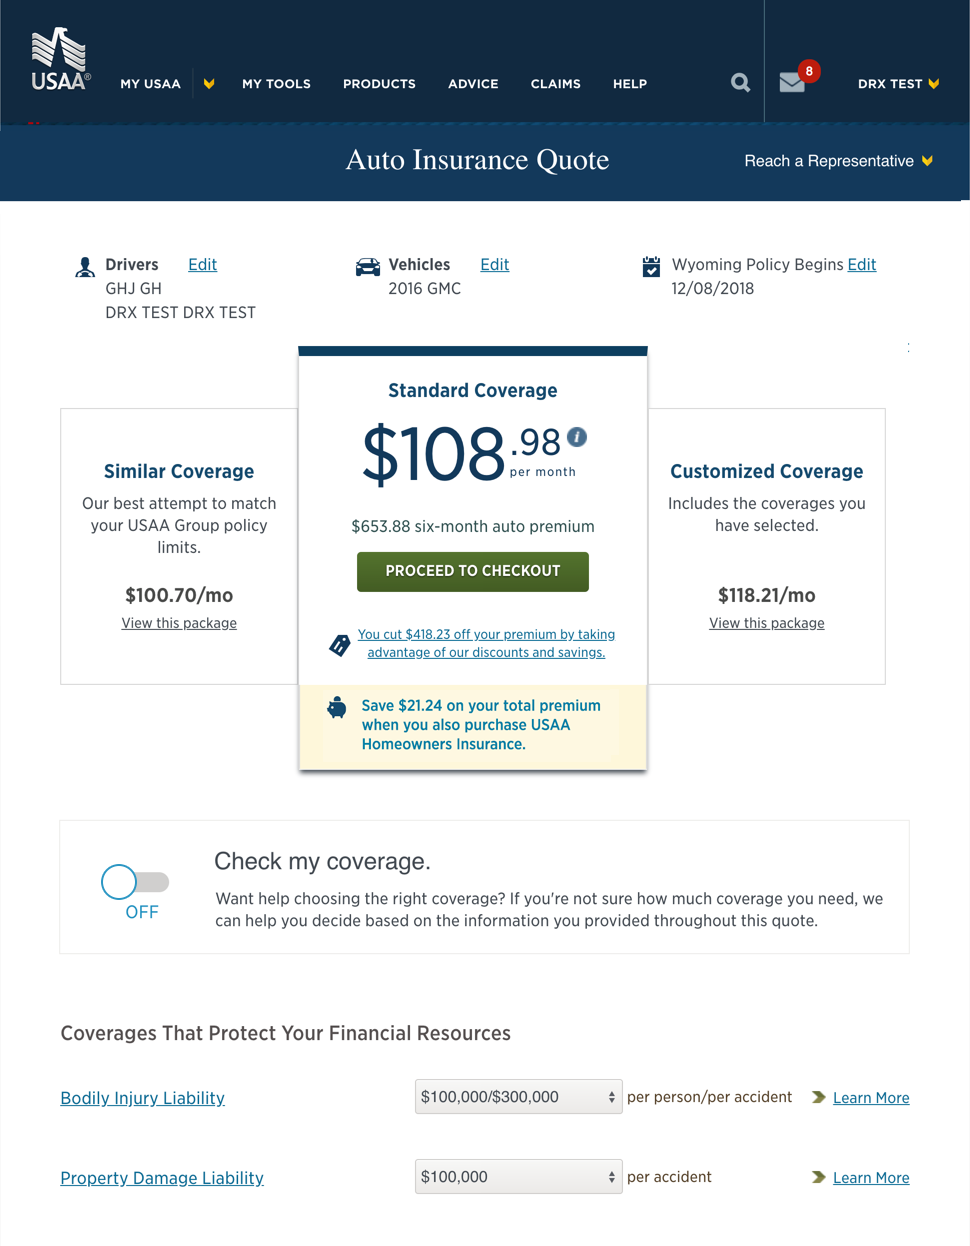 USAA®
MY USAA
MY TOOLS
PRODUCTS
ADVICE
CLAIMS
HELP
8
DRX TEST
Auto Insurance Quote
Reach a Representative
Drivers Edit
GHJ GH
DRX TEST DRX TEST
Vehicles Edit
2016 GMC
Wyoming Policy Begins Edit
12/08/2018
Similar Coverage
Our best attempt to match
your USAA Group policy
limits.
$100.70/mo
View this package
Standard Coverage
$108.98 i
per month
$653.88 six-month auto premium
PROCEED TO CHECKOUT
You cut $418.23 off your premium by taking
advantage of our discounts and savings.
Save $21.24 on your total premium
when you also purchase USAA
Homeowners Insurance.
Customized Coverage
Includes the coverages you
have selected.
$118.21/mo
View this package
OFF
Check my coverage.
Want help choosing the right coverage? If you're not sure how much coverage you need, we
can help you decide based on the information you provided throughout this quote.
Coverages That Protect Your Financial Resources
Bodily Injury Liability $100,000/$300,000 per person/per accident Learn More
Property Damage Liability $100,000 per accident Learn More